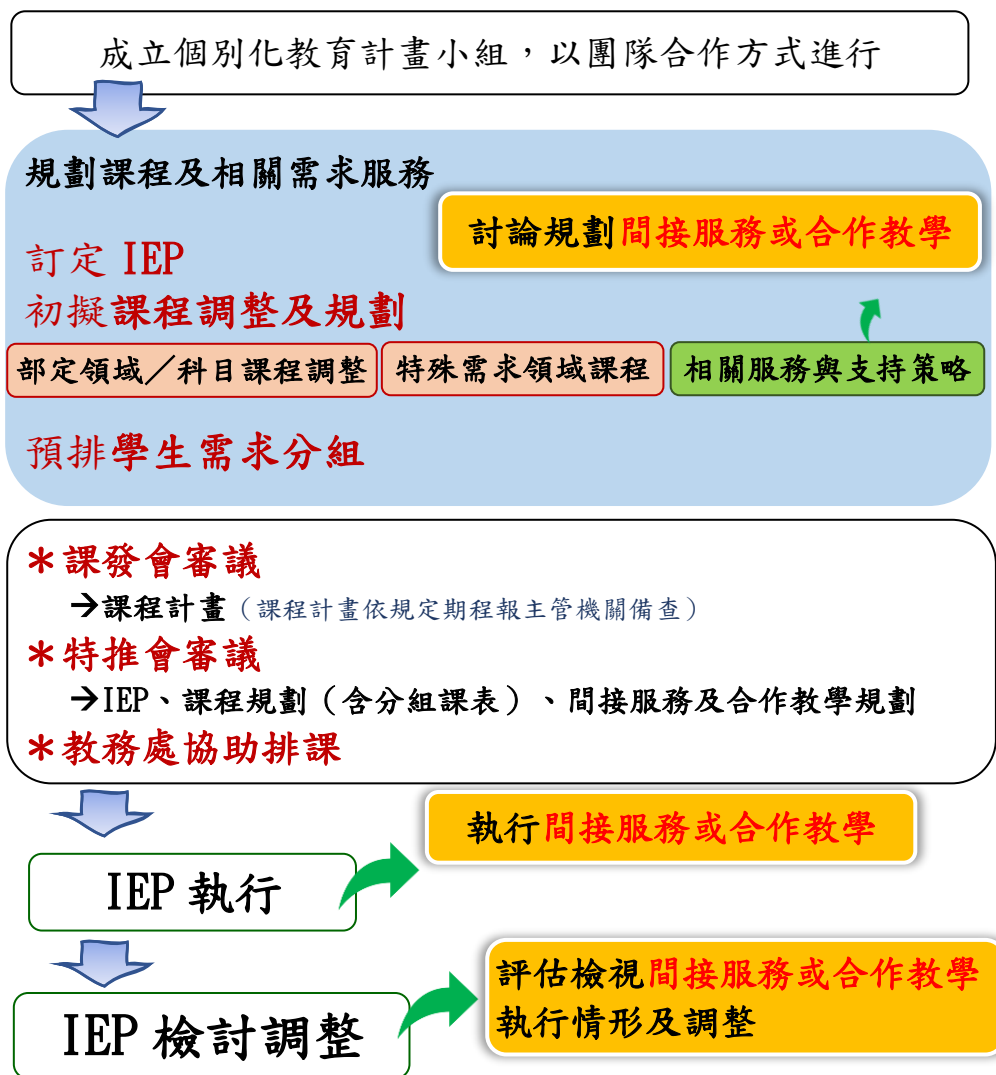 成立個別化教育計畫小組，以團隊合作方式進行
規劃課程及相關需求服務
討論規劃間接服務或合作教學
訂定 IEP
初擬課程調整及規劃
部定領域／科目課程調整
特殊需求領域課程
相關服務與支持策略
預排學生需求分組
＊課發會審議
→課程計畫（課程計畫依規定期程報主管機關備查）
＊特推會審議
→IEP、課程規劃（含分組課表）、間接服務及合作教學規劃
＊教務處協助排課
執行間接服務或合作教學
IEP 執行
評估檢視間接服務或合作教學
執行情形及調整
IEP 檢討調整